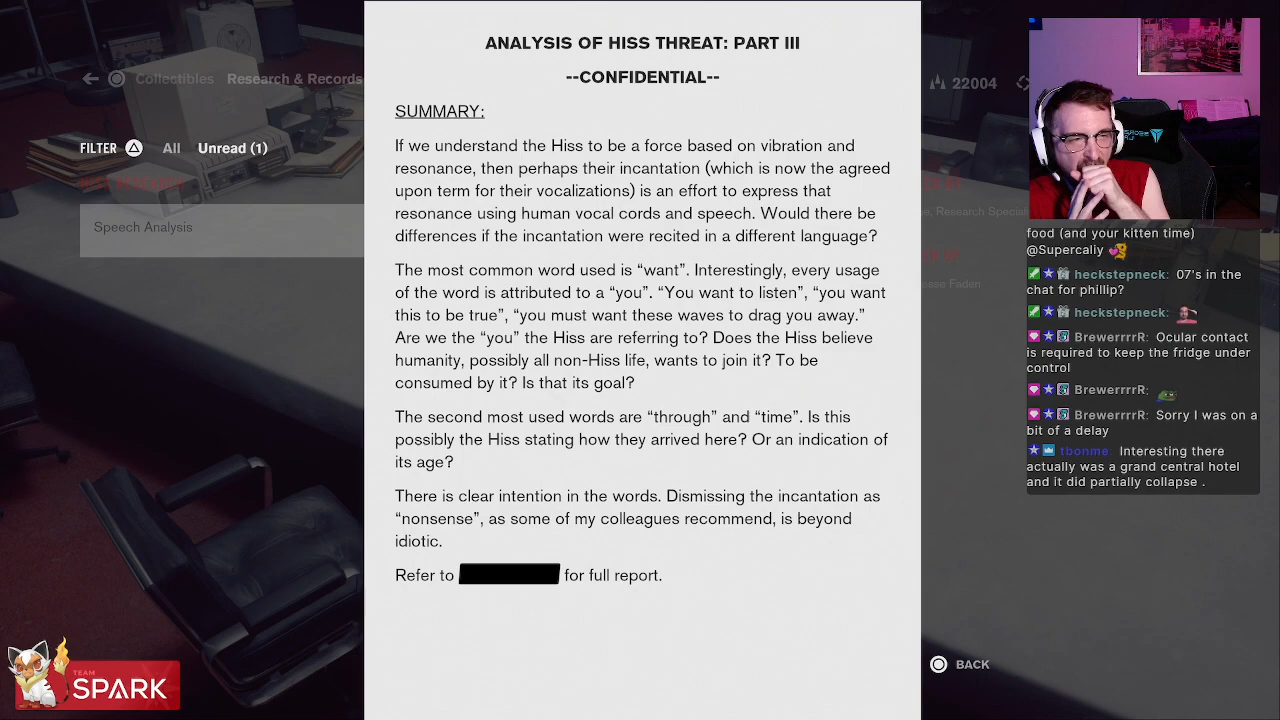 ANALYSIS OF HISS THREAT: PART III
--CONFIDENTIAL--
SUMMARY:
If we understand the Hiss to be a force based on vibration and
resonance, then perhaps their incantation (which is now the agreed
upon term for their vocalizations) is an effort to express that
resonance using human vocal cords and speech. Would there be
differences if the incantation were recited in a different language?
The most common word used is “want”. Interestingly, every usage
of the word is attributed to a “you”. “You want to listen”, “you want
this to be true”, “you must want these waves to drag you away.”
Are we the “you” the Hiss are referring to? Does the Hiss believe
humanity, possibly all non-Hiss life, wants to join it? To be
consumed by it? Is that its goal?
The second most used words are “through” and “time”. Is this
possibly the Hiss stating how they arrived here? Or an indication of
its age?
There is clear intention in the words. Dismissing the incantation as
“nonsense”, as some of my colleagues recommend, is beyond
idiotic.
Refer to for full report.
Collectibles Research & Records
FILTER All Unread (1)
Speech Analysis
22004
BACK
TEAM
SPARK
food (and your kitten time)
@Supercaliy
heckstepneck: 07's in the
chat for phillip?
heckstepneck:
BrewerrrrR: Ocular contact
is required to keep the fridge under
control
BrewerrrrR:
BrewerrrrR: Sorry I was on a
bit of a delay
tbonme: Interesting there
actually was a grand central hotel
and it did partially collapse .